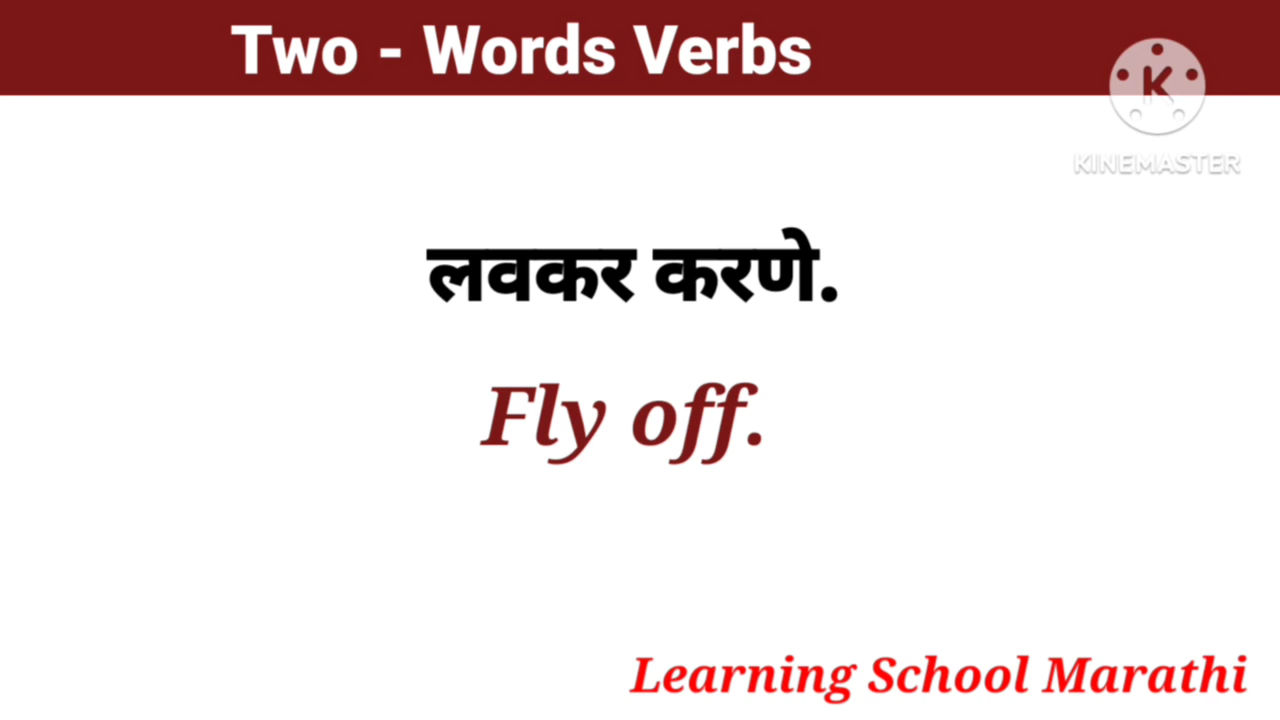 Two - Words Verbs
K
KINEMASTER
लवकर करणे.
Fly off.
Learning School Marathi